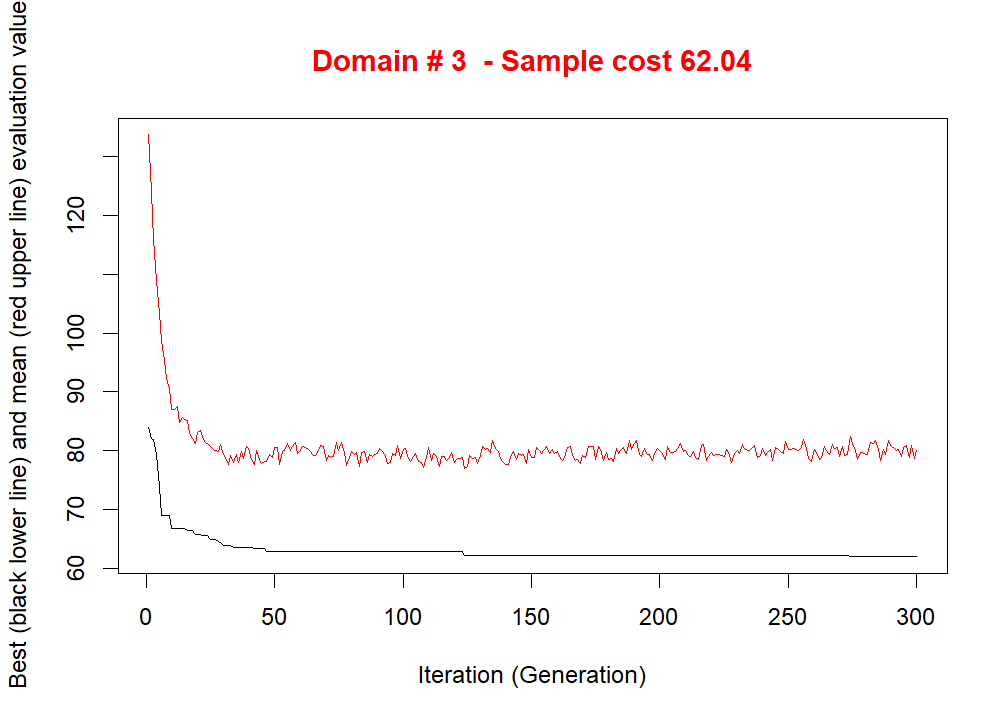 Domain # 3  - Sample cost 62.04
Best (black lower line) and mean (red upper line) evaluation value
120
100
90
80
70
60
0 50 100 150 200 250 300
Iteration (Generation)